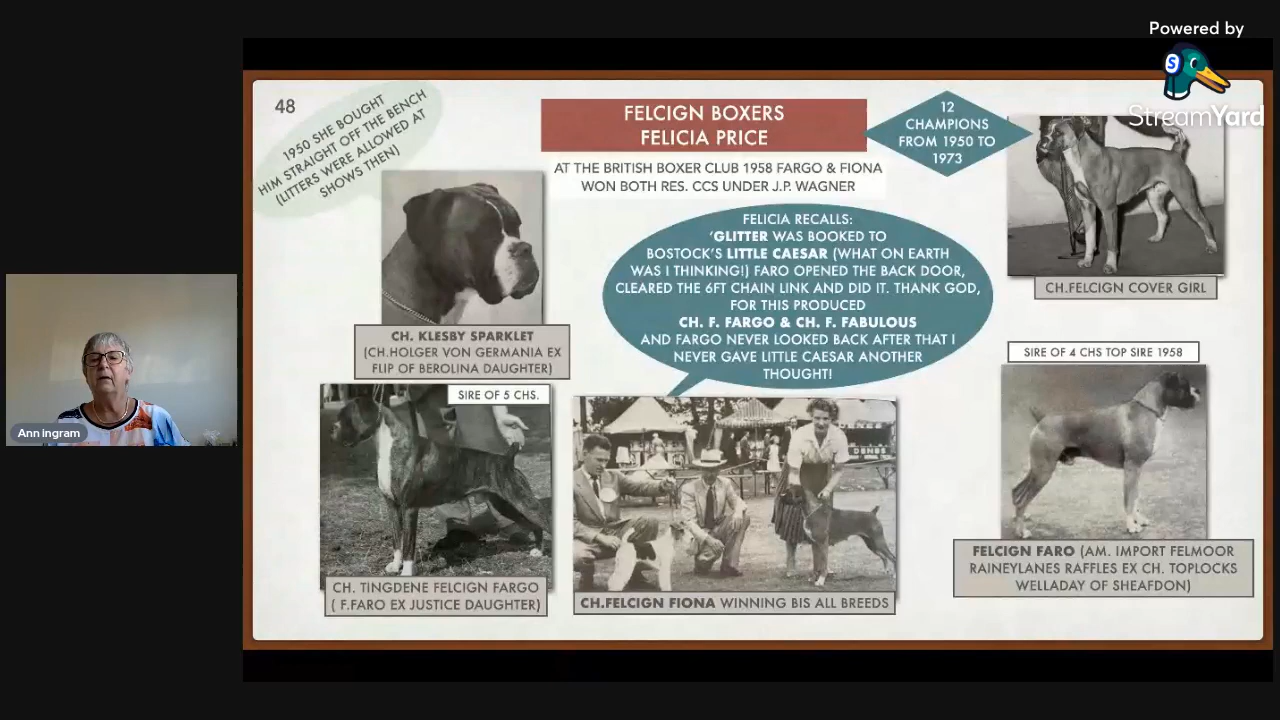 Powered by
S
StreamYard
48
1950 SHE BOUGHT
HIM STRAIGHT OFF THE BENCH
(LITTERS WERE ALLOWED AT
SHOWS THEN)
FELCIGN BOXERS
FELICIA PRICE
12
CHAMPIONS
FROM 1950 TO
1973
AT THE BRITISH BOXER CLUB 1958 FARGO & FIONA
WON BOTH RES. CCS UNDER J.P. WAGNER
FELICIA RECALLS:
'GLITTER WAS BOOKED TO
BOSTOCK'S LITTLE CAESAR (WHAT ON EARTH
WAS I THINKING!) FARO OPENED THE BACK DOOR,
CLEARED THE 6FT CHAIN LINK AND DID IT. THANK GOD,
FOR THIS PRODUCED
CH. F. FARGO & CH. F. FABULOUS
AND FARGO NEVER LOOKED BACK AFTER THAT I
NEVER GAVE LITTLE CAESAR ANOTHER
THOUGHT!
CH.FELCIGN COVER GIRL
CH. KLESBY SPARKLET
(CH.HOLGER VON GERMANIA EX
FLIP OF BEROLINA DAUGHTER)
SIRE OF 4 CHS TOP SIRE 1958
SIRE OF 5 CHS.
Ann Ingram
CH. TINGDENE FELCIGN FARGO
( F.FARO EX JUSTICE DAUGHTER)
CH.FELCIGN FIONA WINNING BIS ALL BREEDS
FELCIGN FARO (AM. IMPORT FELMOOR
RAINEYLANES RAFFLES EX CH. TOPLOCKS
WELLADAY OF SHEAFDON)